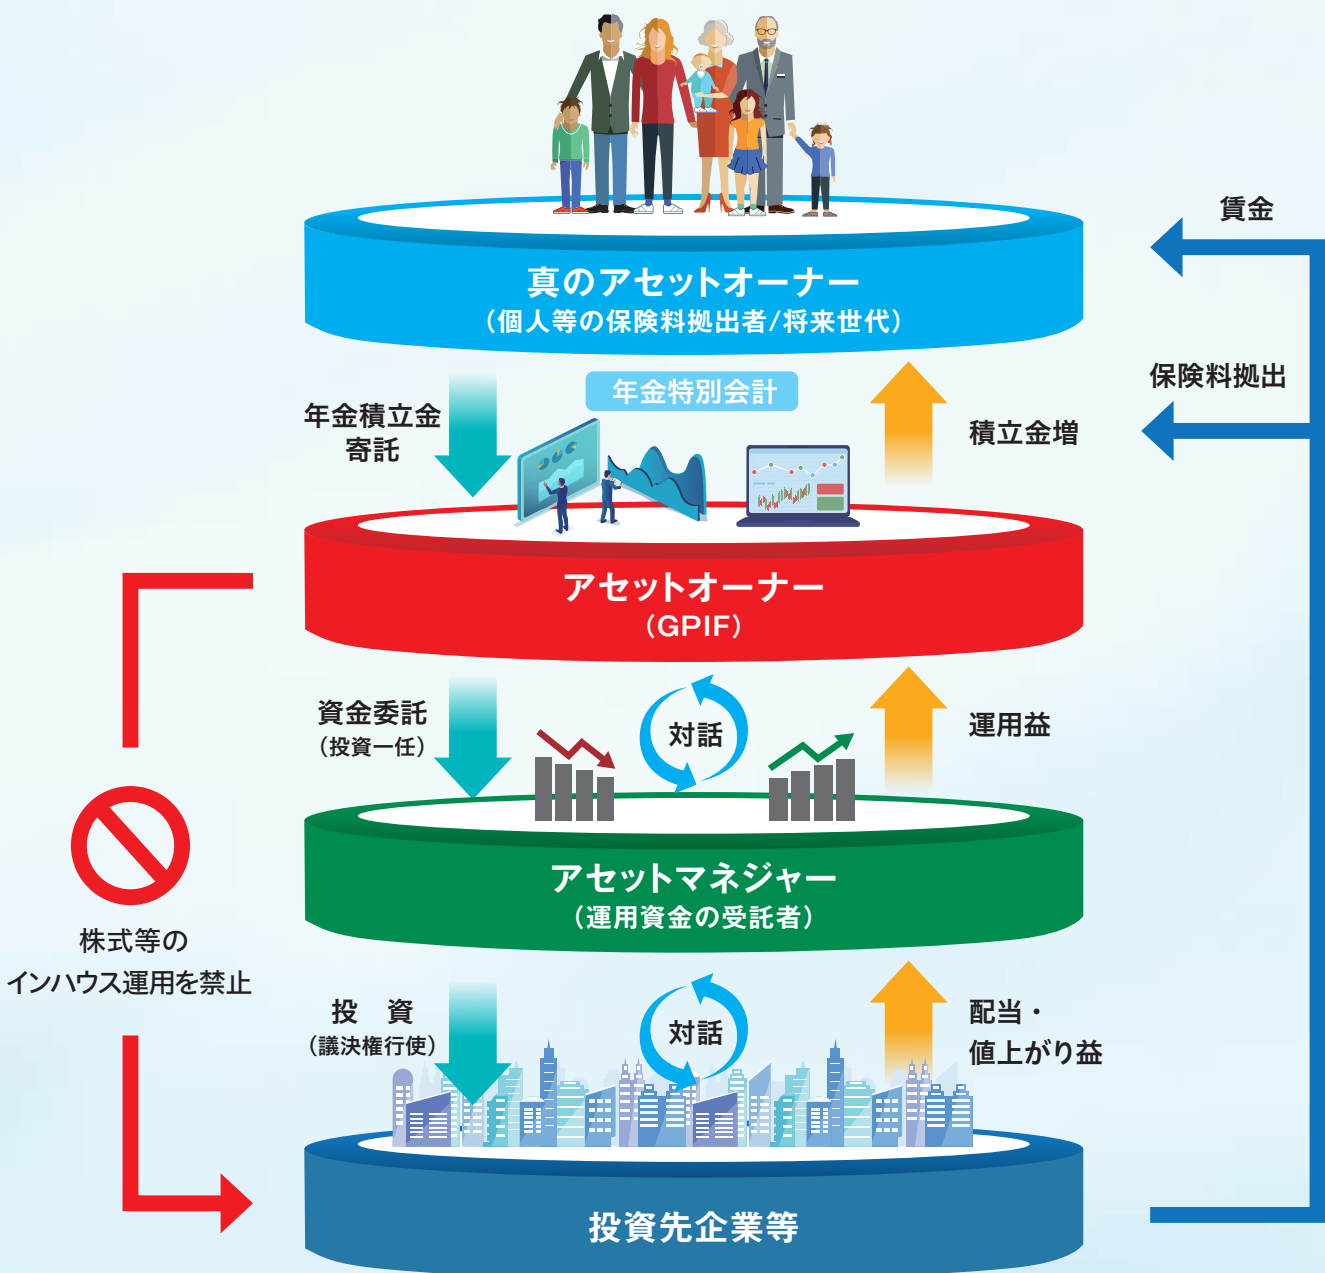 賃金
真のアセットオーナー
（個人等の保険料拠出者/将来世代）
年金特別会計
保険料拠出
年金積立金
寄託
積立金増
アセットオーナー
（GPIF）
資金委託
（投資一任）
対話
運用益
アセットマネジャー
（運用資金の受託者）
株式等の
インハウス運用を禁止
投　資
（議決権行使）
対話
配当・
値上がり益
投資先企業等